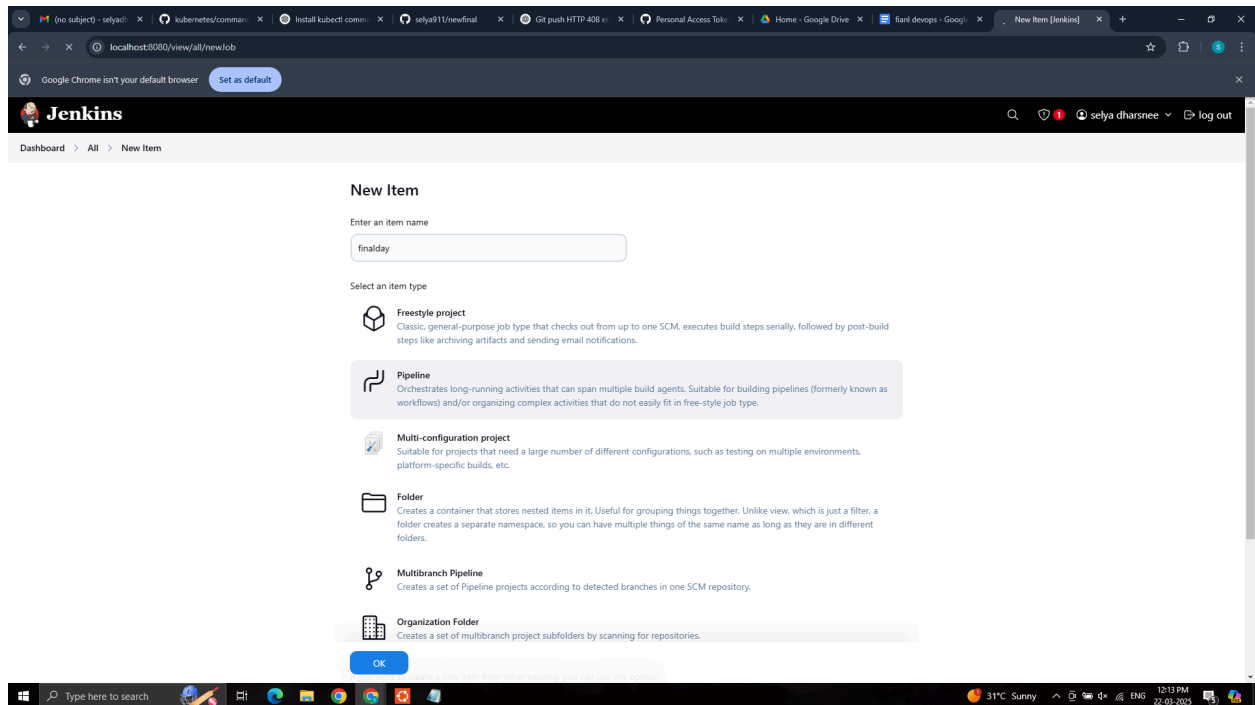 (no subject) - selyadh
kubernetes/comman
Install kubectl comm
selya911/newfinal
Git push HTTP 408 er
Personal Access Toke
Home - Google Drive
fianl devops - Google
New Item [Jenkins]
localhost:8080/view/all/newJob
S
Google Chrome isn't your default browser
Set as default
Jenkins
1
selya dharsnee
log out
Dashboard > All > New Item
New Item
Enter an item name
finalday
Select an item type
Freestyle project
Classic, general-purpose job type that checks out from up to one SCM, executes build steps serially, followed by post-build
steps like archiving artifacts and sending email notifications.
Pipeline
Orchestrates long-running activities that can span multiple build agents. Suitable for building pipelines (formerly known as
workflows) and/or organizing complex activities that do not easily fit in free-style job type.
Multi-configuration project
Suitable for projects that need a large number of different configurations, such as testing on multiple environments,
platform-specific builds, etc.
Folder
Creates a container that stores nested items in it. Useful for grouping things together. Unlike view, which is just a filter, a
folder creates a separate namespace, so you can have multiple things of the same name as long as they are in different
folders.
Multibranch Pipeline
Creates a set of Pipeline projects according to detected branches in one SCM repository.
Organization Folder
Creates a set of multibranch project subfolders by scanning for repositories.
OK
Type here to search
31°C Sunny
ENG
12:13 PM
22-03-2025